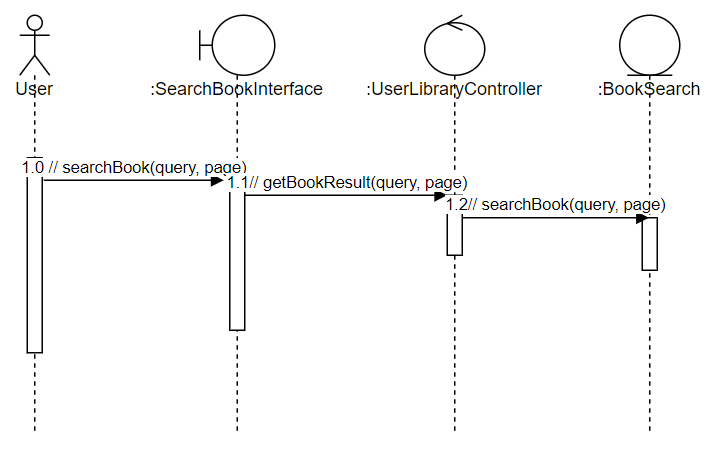 User
:SearchBookInterface
:UserLibraryController
:BookSearch
1.0 // searchBook(query, page)
1.1// getBookResult(query, page)
1.2// searchBook(query, page)